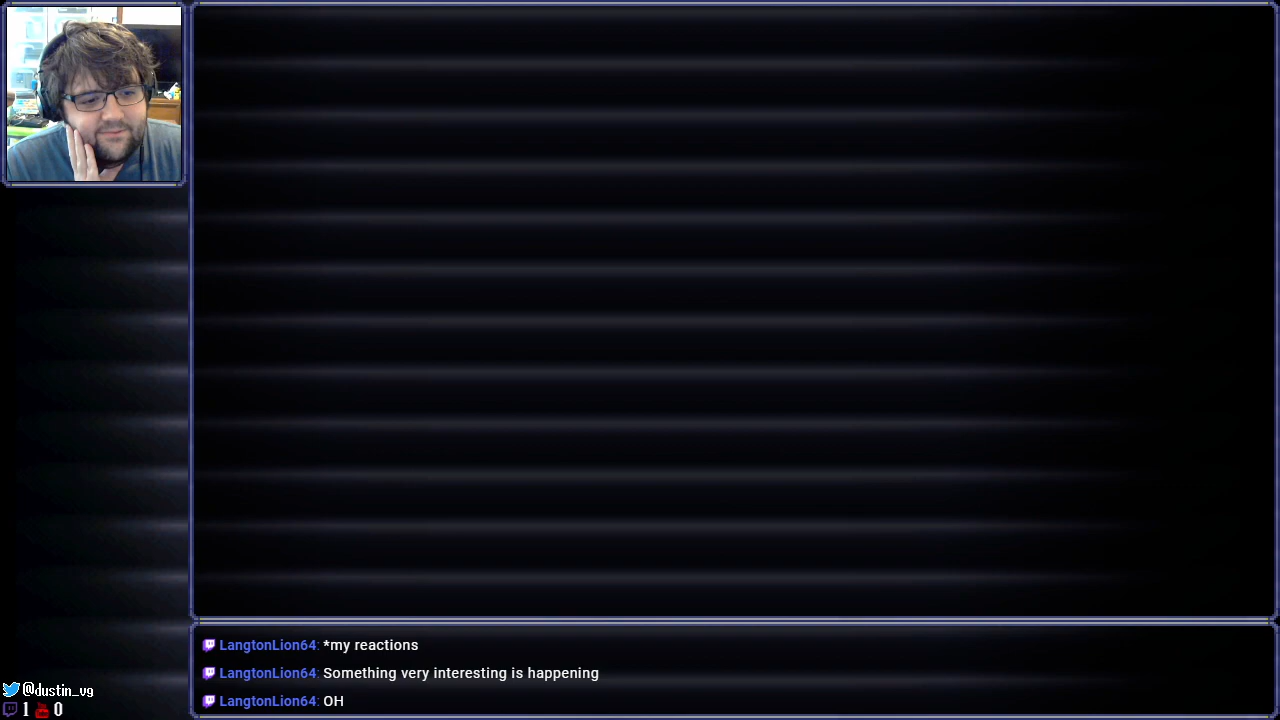 LangtonLion64: *my reactions
LangtonLion64: Something very interesting is happening
LangtonLion64: OH
@dustin_vg
1 0